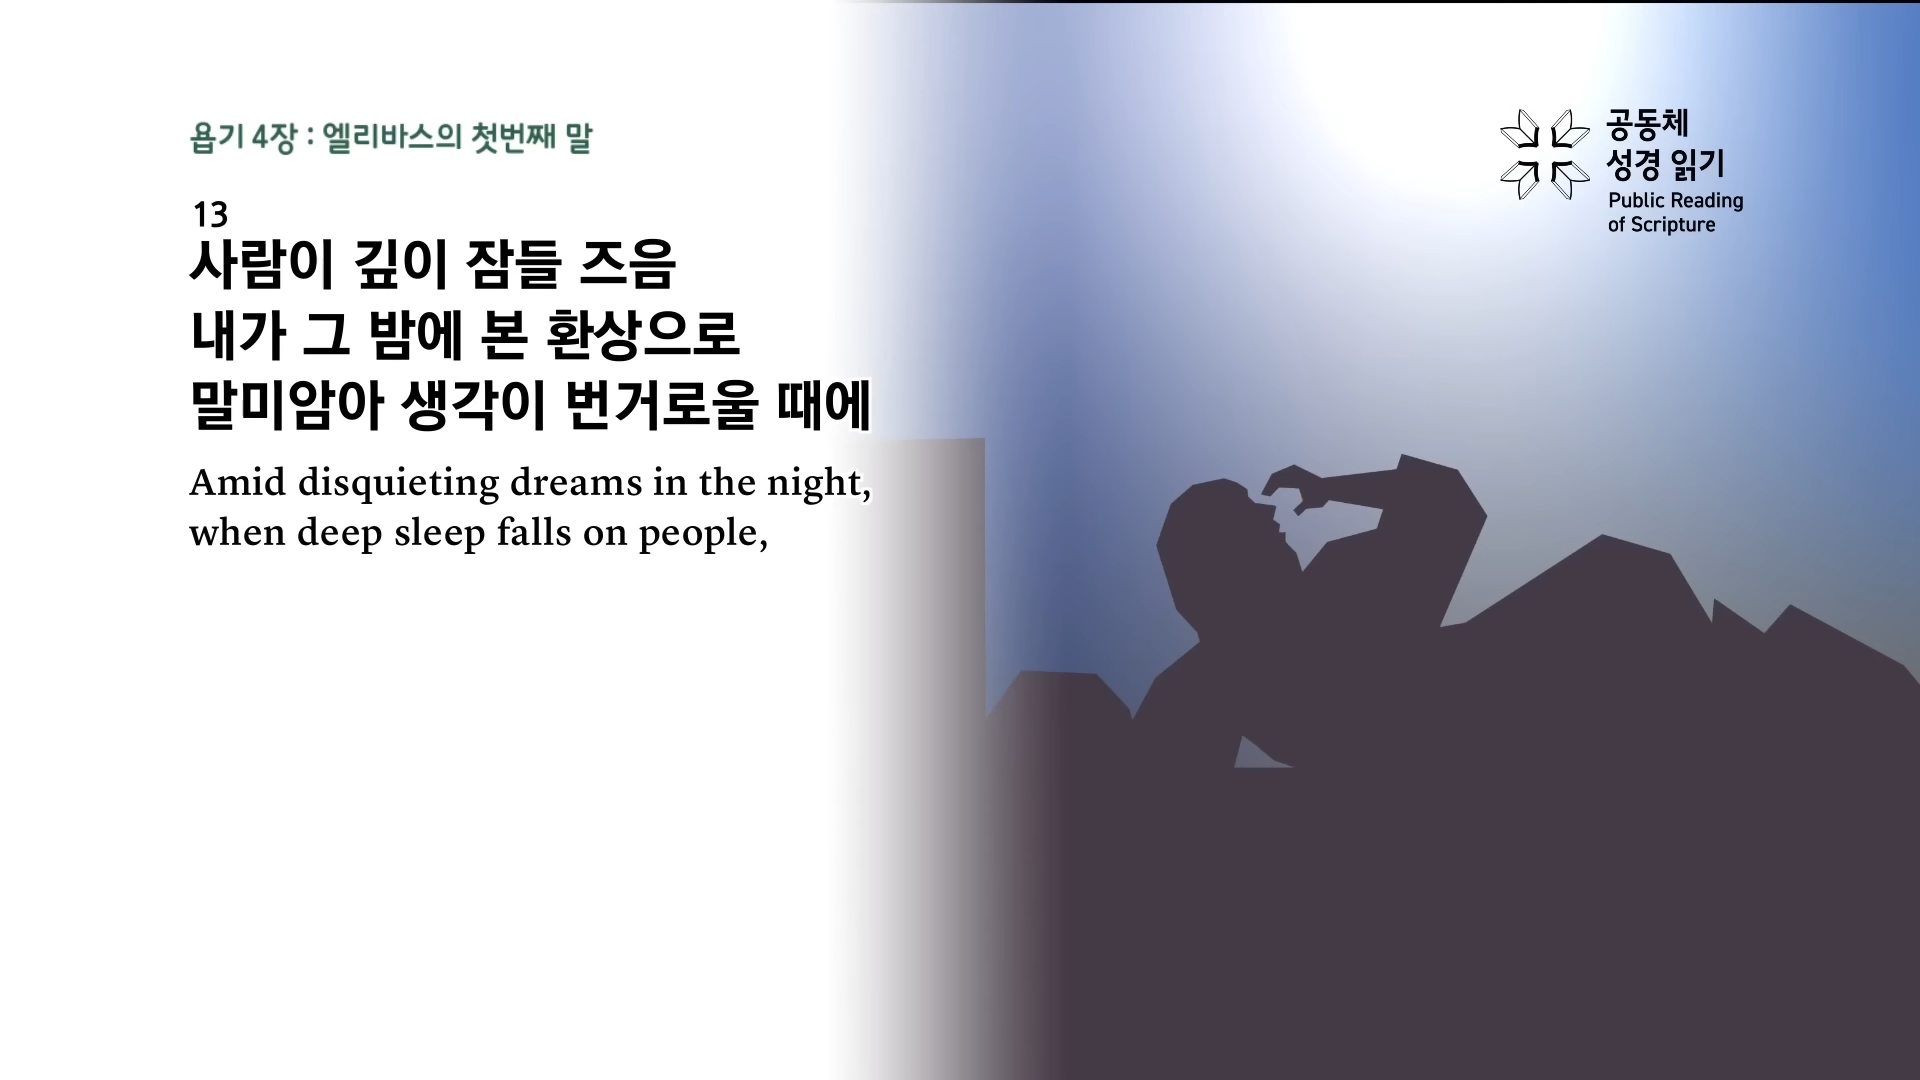 욥기 4장 : 엘리바스의 첫번째 말
13
사람이 깊이 잠들 즈음
내가 그 밤에 본 환상으로
말미암아 생각이 번거로울 때에
Amid disquieting dreams in the night,
when deep sleep falls on people,
공동체
성경 읽기
Public Reading
of Scripture